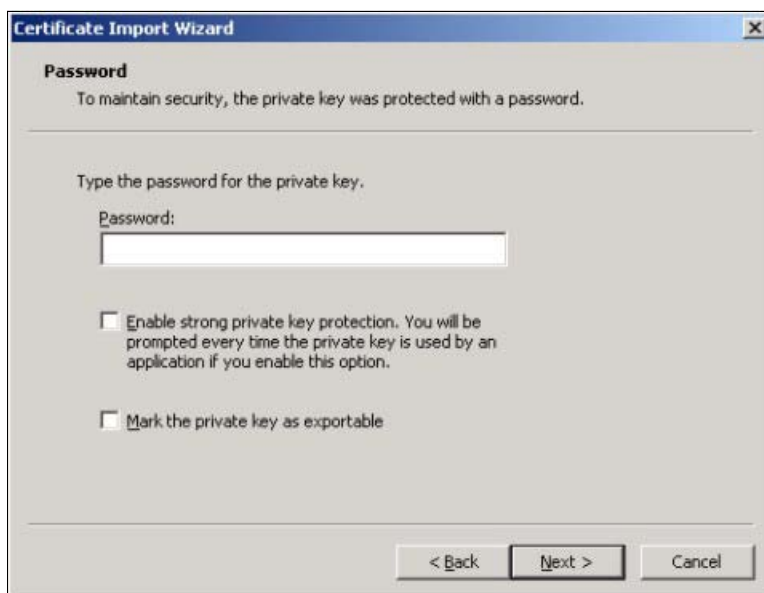 Certificate Import Wizard
Password
To maintain security, the private key was protected with a password.
Type the password for the private key.
Password:
Enable strong private key protection. You will
be prompted every time the private key is used by an
application if you enable this option.
Mark the private key as exportable
< Back
Next >
Cancel